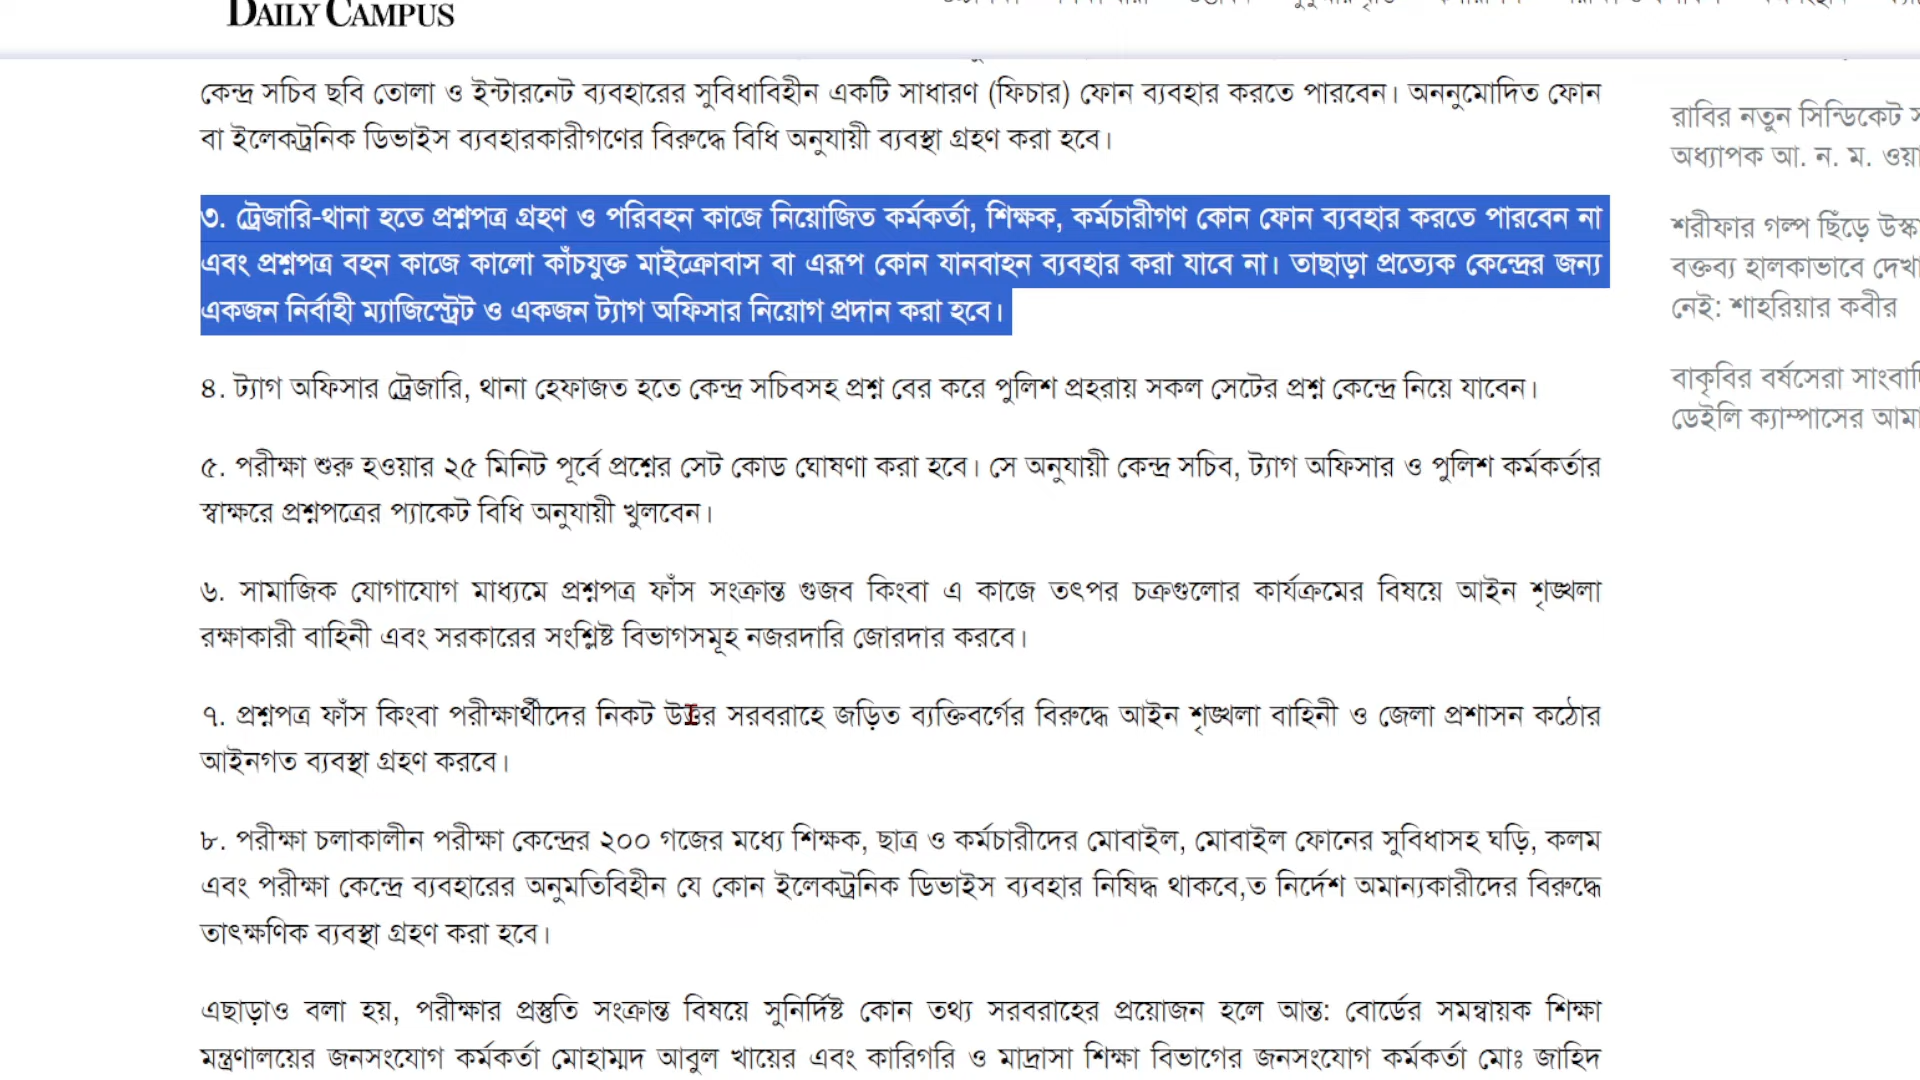 DAILY CAMPUS
কেন্দ্র সচিব ছবি তোলা ও ইন্টারনেট ব্যবহারের সুবিধাবিহীন একটি সাধারণ (ফিচার) ফোন ব্যবহার করতে পারবেন। অননুমোদিত ফোন
বা ইলেকট্রনিক ডিভাইস ব্যবহারকারীগণের বিরুদ্ধে বিধি অনুযায়ী ব্যবস্থা গ্রহণ করা হবে।
৩. ট্রেজারি-থানা হতে প্রশ্নপত্র গ্রহণ ও পরিবহন কাজে নিয়োজিত কর্মকর্তা, শিক্ষক, কর্মচারীগণ কোন ফোন ব্যবহার করতে পারবেন না
এবং প্রশ্নপত্র বহন কাজে কালো কাঁচযুক্ত মাইক্রোবাস বা এরূপ কোন যানবাহন ব্যবহার করা যাবে না। তাছাড়া প্রত্যেক কেন্দ্রের জন্য
একজন নির্বাহী ম্যাজিস্ট্রেট ও একজন ট্যাগ অফিসার নিয়োগ প্রদান করা হবে।
৪. ট্যাগ অফিসার ট্রেজারি, থানা হেফাজত হতে কেন্দ্র সচিবসহ প্রশ্ন বের করে পুলিশ প্রহরায় সকল সেটের প্রশ্ন কেন্দ্রে নিয়ে যাবেন।
৫. পরীক্ষা শুরু হওয়ার ২৫ মিনিট পূর্বে প্রশ্নের সেট কোড ঘোষণা করা হবে। সে অনুযায়ী কেন্দ্র সচিব, ট্যাগ অফিসার ও পুলিশ কর্মকর্তার
স্বাক্ষরে প্রশ্নপত্রের প্যাকেট বিধি অনুযায়ী খুলবেন।
৬. সামাজিক যোগাযোগ মাধ্যমে প্রশ্নপত্র ফাঁস সংক্রান্ত গুজব কিংবা এ কাজে তৎপর চক্রগুলোর কার্যক্রমের বিষয়ে আইন শৃঙ্খলা
রক্ষাকারী বাহিনী এবং সরকারের সংশ্লিষ্ট বিভাগসমূহ নজরদারি জোরদার করবে।
৭. প্রশ্নপত্র ফাঁস কিংবা পরীক্ষার্থীদের নিকট উত্তর সরবরাহে জড়িত ব্যক্তিবর্গের বিরুদ্ধে আইন শৃঙ্খলা বাহিনী ও জেলা প্রশাসন কঠোর
আইনগত ব্যবস্থা গ্রহণ করবে।
৮. পরীক্ষা চলাকালীন পরীক্ষা কেন্দ্রের ২০০ গজের মধ্যে শিক্ষক, ছাত্র ও কর্মচারীদের মোবাইল, মোবাইল ফোনের সুবিধাসহ ঘড়ি, কলম
এবং পরীক্ষা কেন্দ্রে ব্যবহারের অনুমতিবিহীন যে কোন ইলেকট্রনিক ডিভাইস ব্যবহার নিষিদ্ধ থাকবে,ত নির্দেশ অমান্যকারীদের বিরুদ্ধে
তাৎক্ষণিক ব্যবস্থা গ্রহণ করা হবে।
এছাড়াও বলা হয়, পরীক্ষার প্রস্তুতি সংক্রান্ত বিষয়ে সুনির্দিষ্ট কোন তথ্য সরবরাহের প্রয়োজন হলে আন্ত: বোর্ডের সমন্বায়ক শিক্ষা
মন্ত্রণালয়ের জনসংযোগ কর্মকর্তা মোহাম্মদ আবুল খায়ের এবং কারিগরি ও মাদ্রাসা শিক্ষা বিভাগের জনসংযোগ কর্মকর্তা মোঃ জাহিদ
রাবির নতুন সিন্ডিকেট
অধ্যাপক আ. ন. ম.
শরীফার গল্প ছিঁড়ে
বক্তব্য হালকাভাবে
নেই: শাহরিয়ার কবীর
বাকৃবির বর্ষসেরা
ডেইলি ক্যাম্পাসের